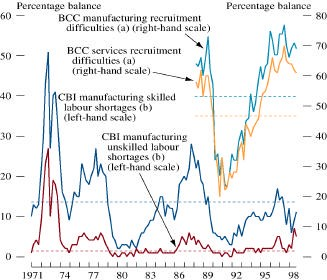 Percentage balance
Percentage balance
BCC manufacturing recruitment
difficulties (a) (right-hand scale)
BCC services recruitment
difficulties (a)
(right-hand scale)
CBI manufacturing skilled
labour shortages (b)
(left-hand scale)
CBI manufacturing
unskilled labour
shortages (b)
(left-hand scale)
60
50
40
30
20
10
0
80
70
60
50
40
30
20
10
0
1971 74 77 80 83 86 89 92 95 98